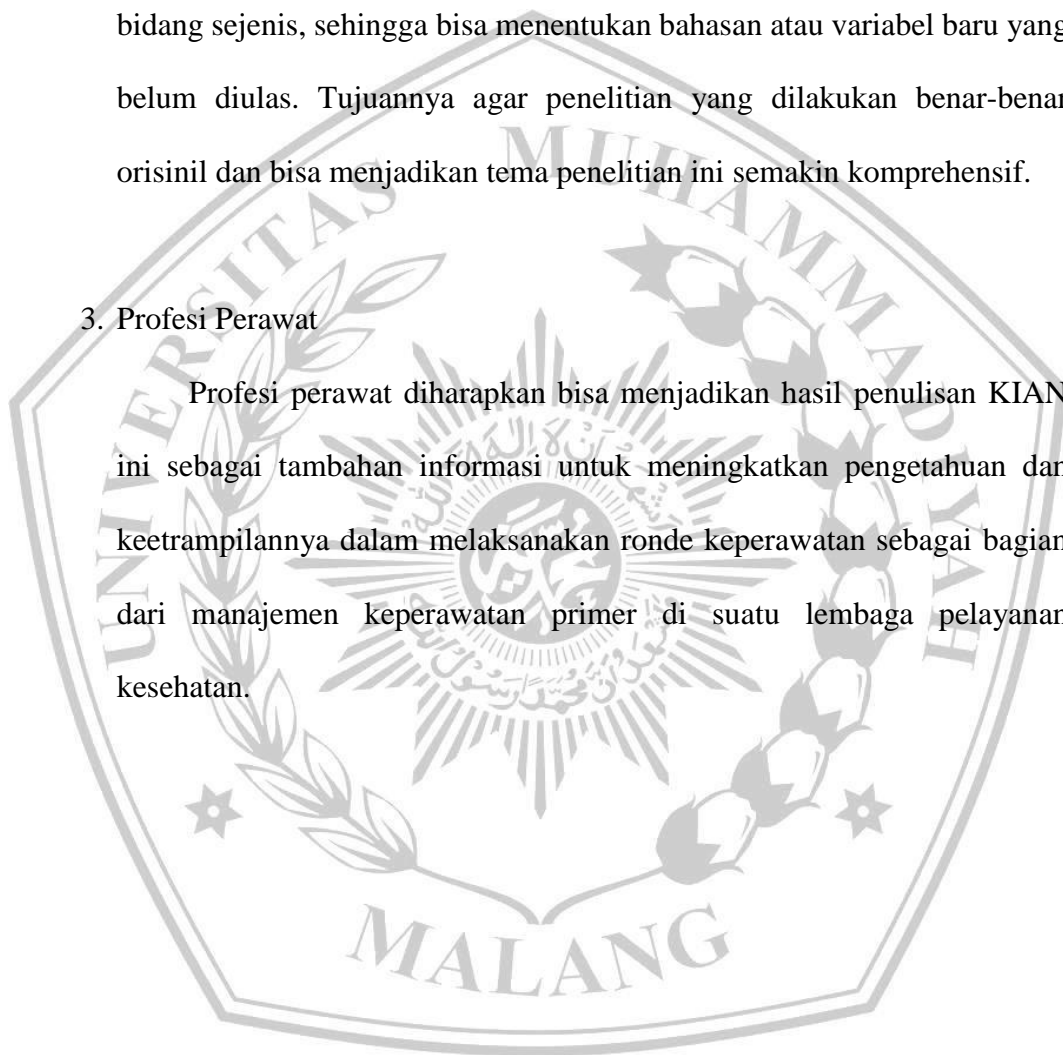 bidang sejenis, sehingga bisa menentukan bahasan atau variabel baru yang
belum diulas. Tujuannya agar penelitian yang dilakukan benar-benar
orisinil dan bisa menjadikan tema penelitian ini semakin komprehensif.
3. Profesi Perawat
Profesi perawat diharapkan bisa menjadikan hasil penulisan KIAN
ini sebagai tambahan informasi untuk meningkatkan pengetahuan dan
keetrampilannya dalam melaksanakan ronde keperawatan sebagai bagian
dari manajemen keperawatan primer di suatu lembaga pelayanan
kesehatan.
UNIVERSITAS MUHAMMADIYAH
MALANG